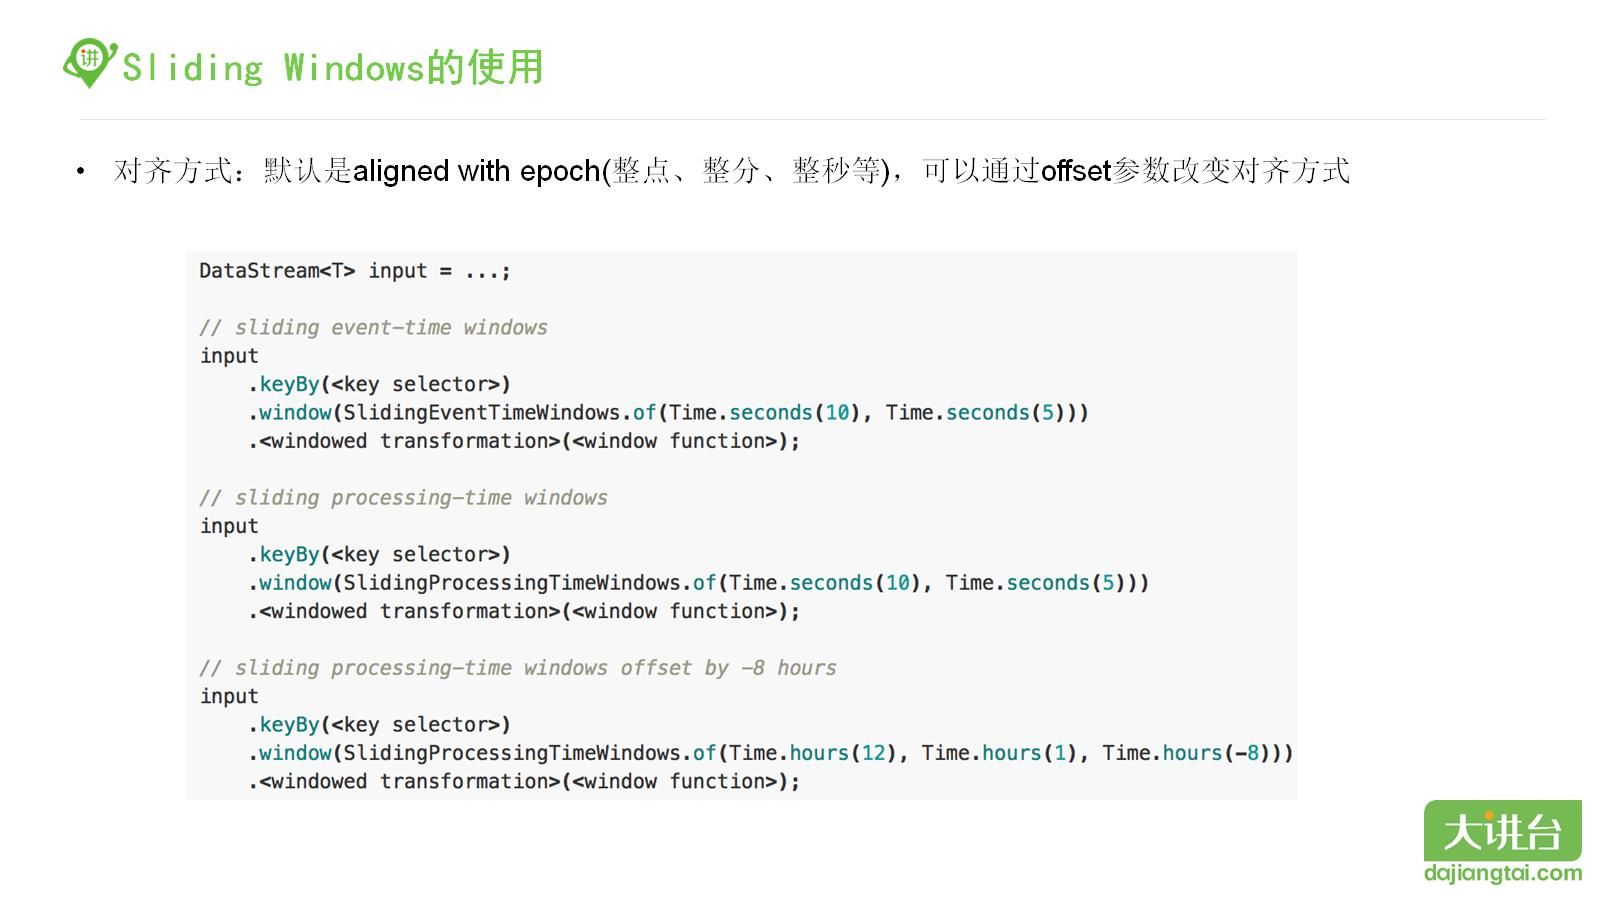 讲
Sliding Windows的使用
• 对齐方式：默认是aligned with epoch(整点、整分、整秒等)，可以通过offset参数改变对齐方式
DataStream<T> input = ...;
// sliding event-time windows
input
    .keyBy(<key selector>)
    .window(SlidingEventTimeWindows.of(Time.seconds(10), Time.seconds(5)))
    .<windowed transformation>(<window function>);
// sliding processing-time windows
input
    .keyBy(<key selector>)
    .window(SlidingProcessingTimeWindows.of(Time.seconds(10), Time.seconds(5)))
    .<windowed transformation>(<window function>);
// sliding processing-time windows offset by -8 hours
input
    .keyBy(<key selector>)
    .window(SlidingProcessingTimeWindows.of(Time.hours(12), Time.hours(1), Time.hours(-8)))
    .<windowed transformation>(<window function>);
大讲台
dajiangtai.com